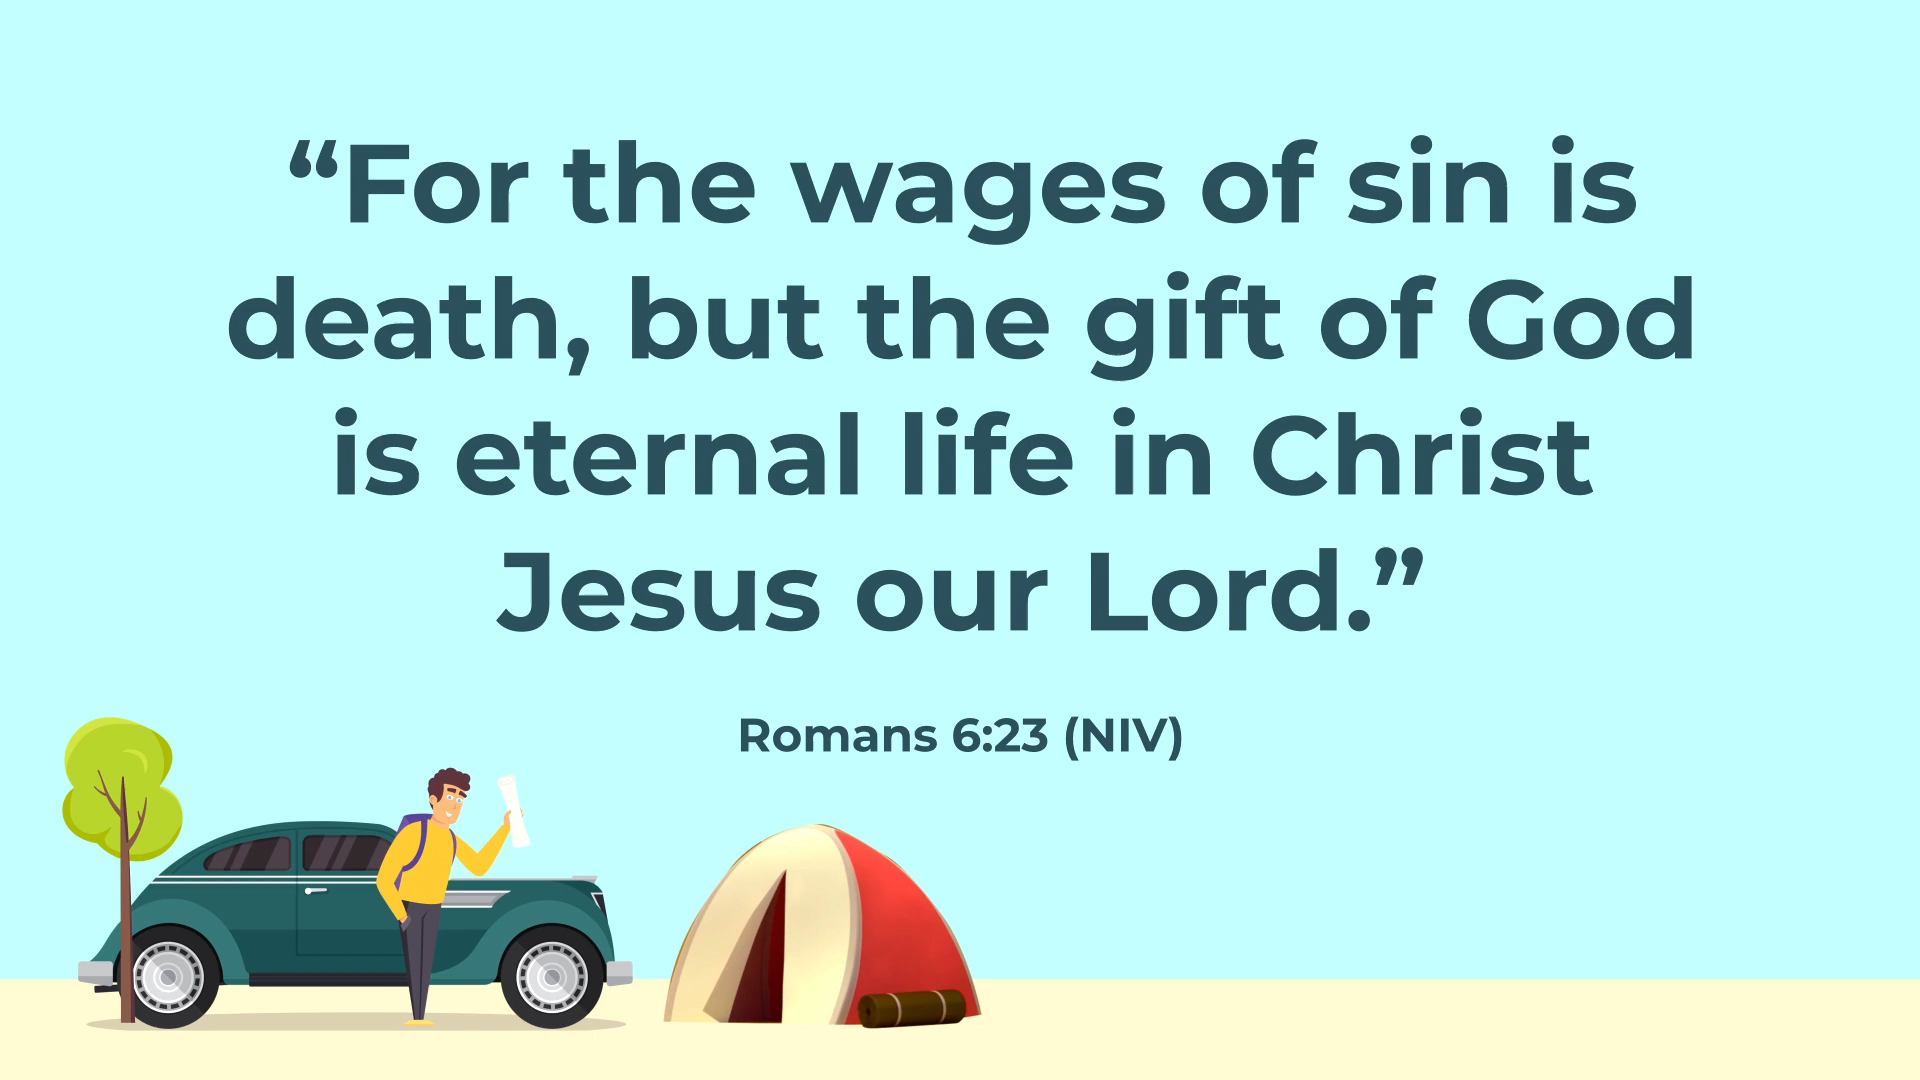 “For the wages of sin is
death, but the gift of God
is eternal life in Christ
Jesus our Lord.”
Romans 6:23 (NIV)